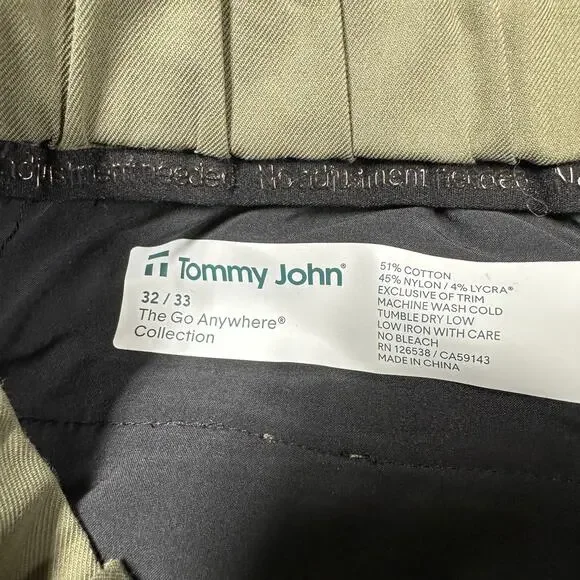 adjustment needed No adjustment needed
Tommy John®
32 / 33
The Go Anywhere®
Collection
51% COTTON
45% NYLON / 4% LYCRA®
EXCLUSIVE OF TRIM
MACHINE WASH COLD
TUMBLE DRY LOW
LOW IRON WITH CARE
NO BLEACH
RN 126538 / CA59143
MADE IN CHINA